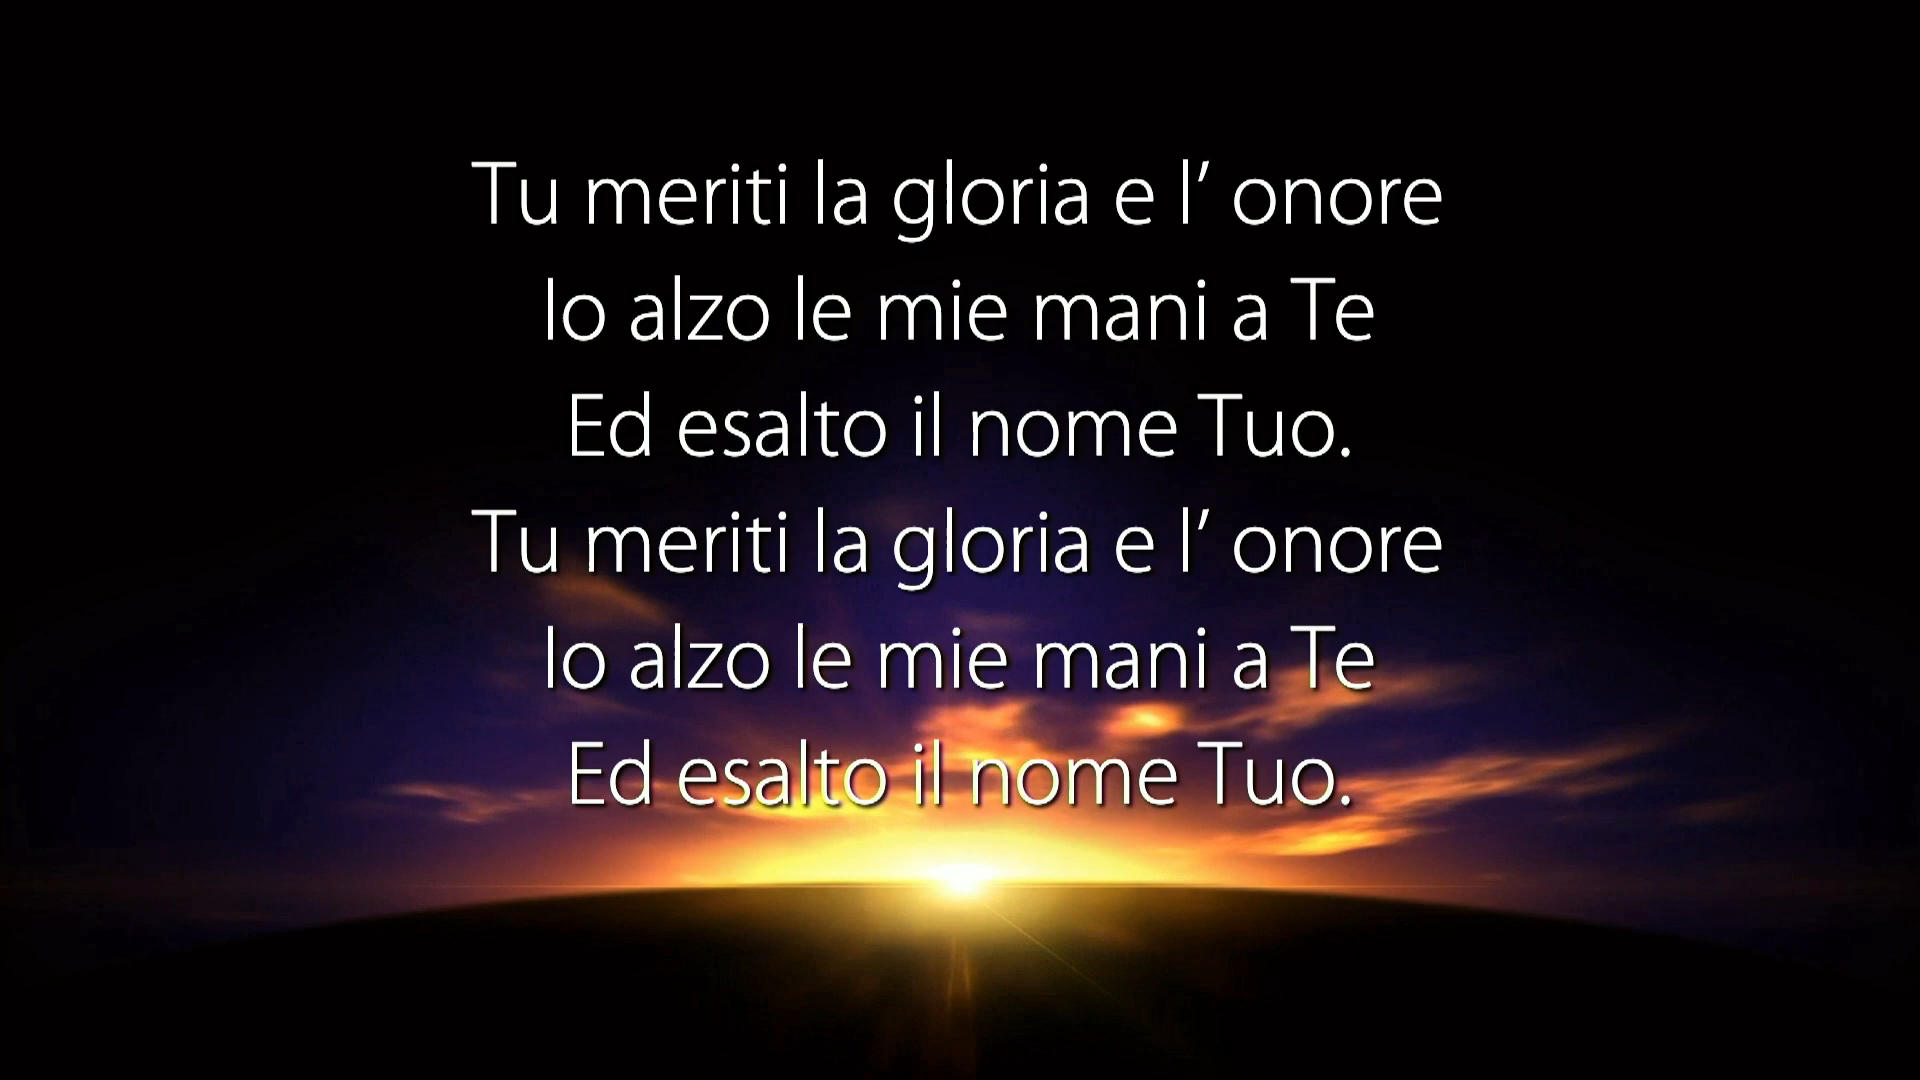 Tu meriti la gloria e l’ onore
Io alzo le mie mani a Te
Ed esalto il nome Tuo.
Tu meriti la gloria e l’ onore
Io alzo le mie mani a Te
Ed esalto il nome Tuo.